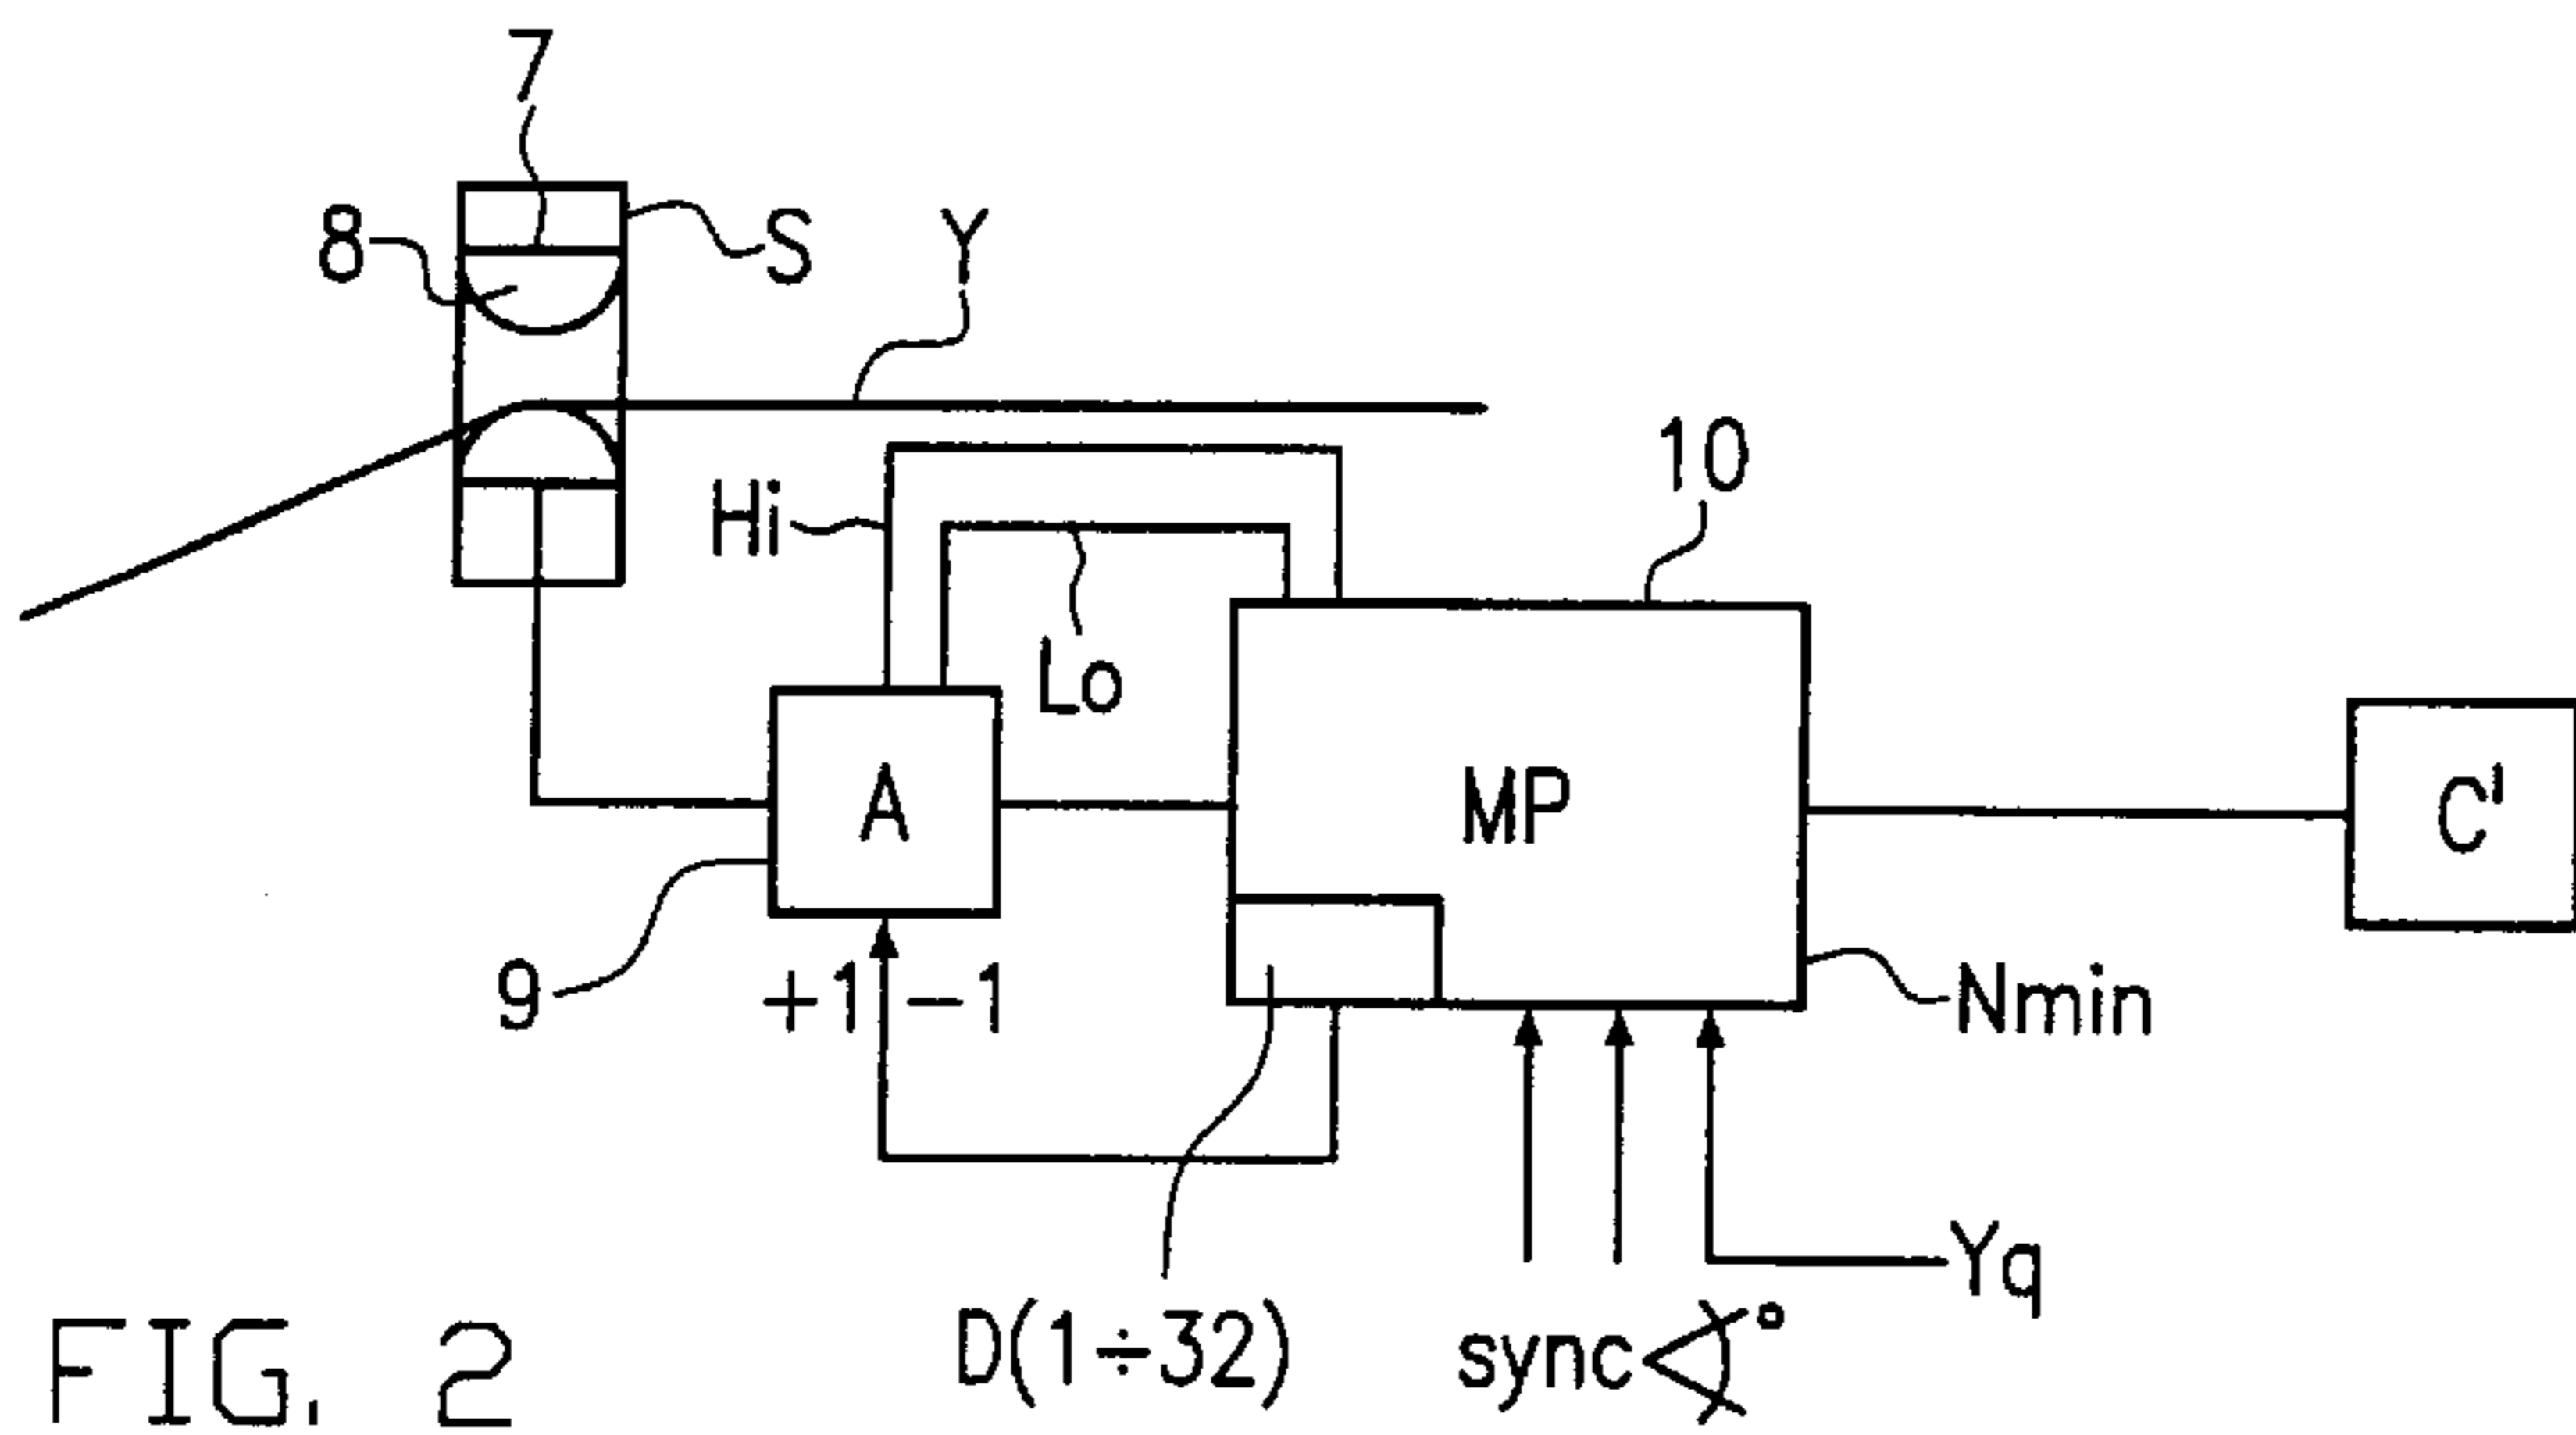 7
8
S
Y
Hi
10
Lo
A
MP
C'
9
+1 -1
Nmin
Yq
D(1÷32)
sync ∢°
FIG. 2